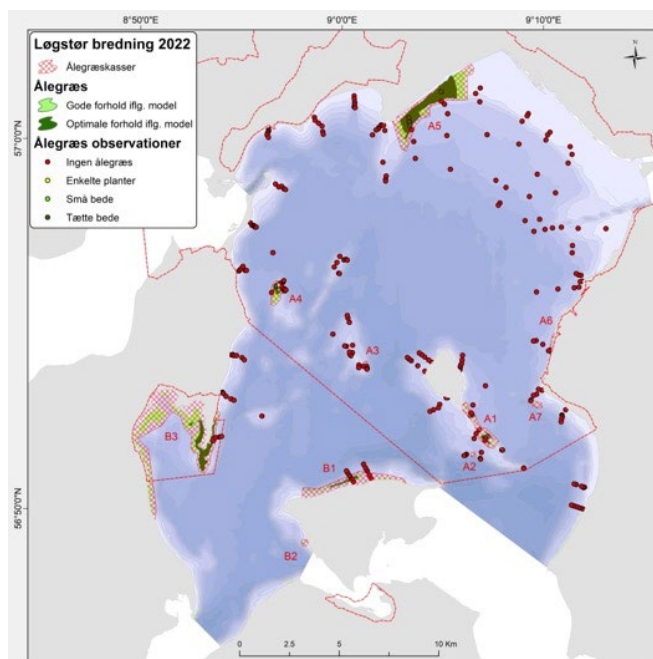 8°50'0"E
9°0'0"E
9°10'0"E
Løgstør bredning 2022
Ålegræskasser
Ålegræs
Gode forhold iflg. model
Optimale forhold iflg. model
Ålegræs observationer
Ingen ålegræs
Enkelte planter
Små bede
Tætte bede
57°0'0"N
56°50'0"N
A5
A4
A6
A3
A7
A1
A2
B3
B1
B2
0
2.5
5
10 Km